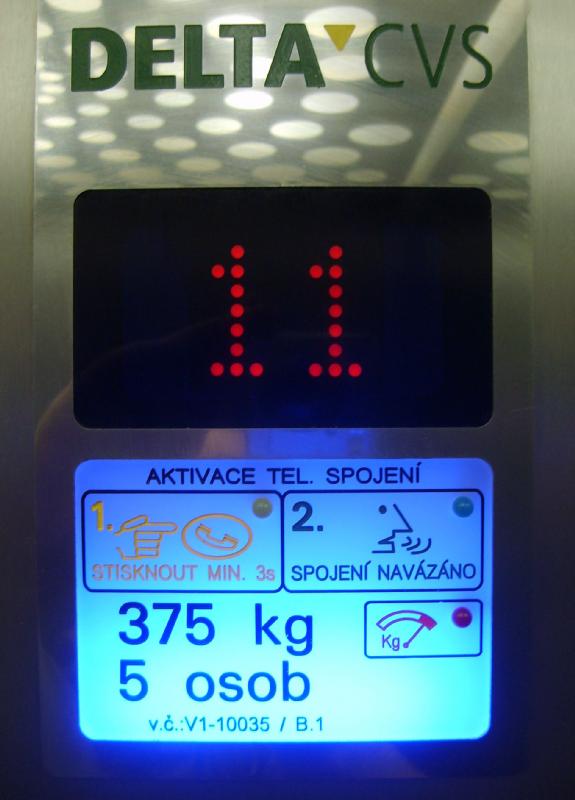 DELTA CVS
11
AKTIVACE TEL. SPOJENÍ
1.
STISKNOUT MIN. 3s
2.
SPOJENÍ NAVÁZÁNO
375 kg
Kg
5 osob
v.č.:V1-10035 / B.1